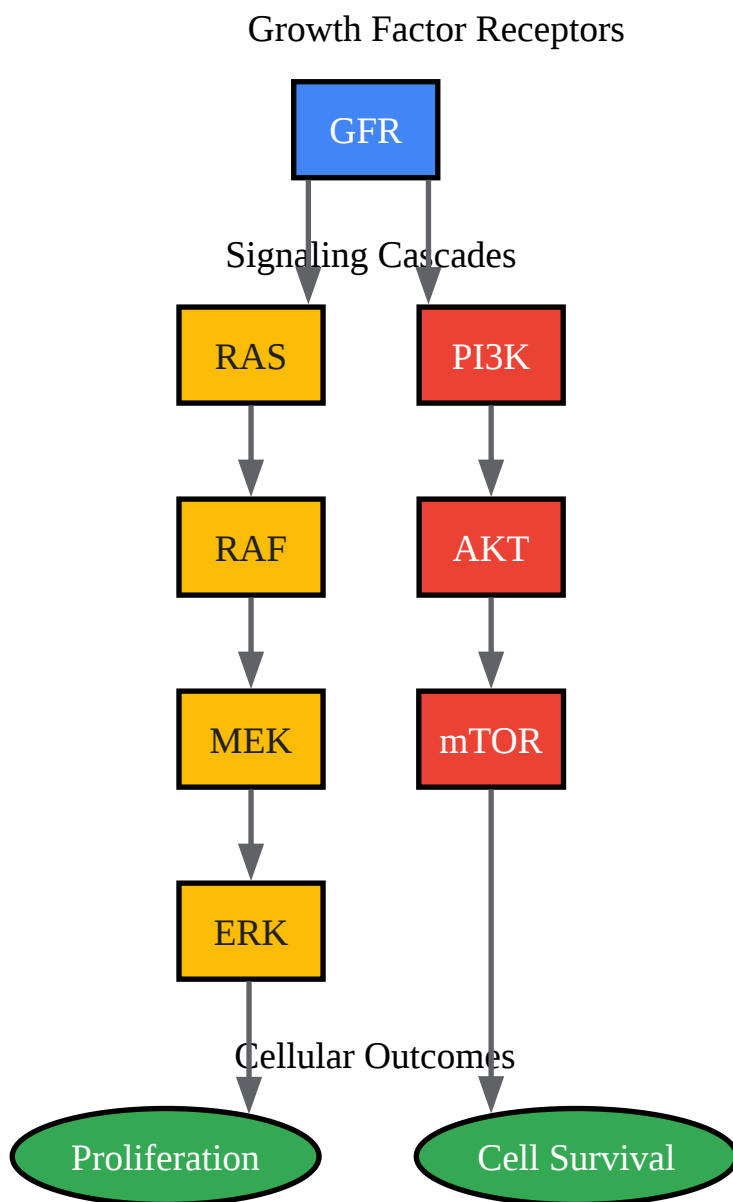 Growth Factor Receptors
GFR
Signaling Cascades
RAS
PI3K
RAF
AKT
MEK
mTOR
ERK
Cellular Outcomes
Proliferation
Cell Survival